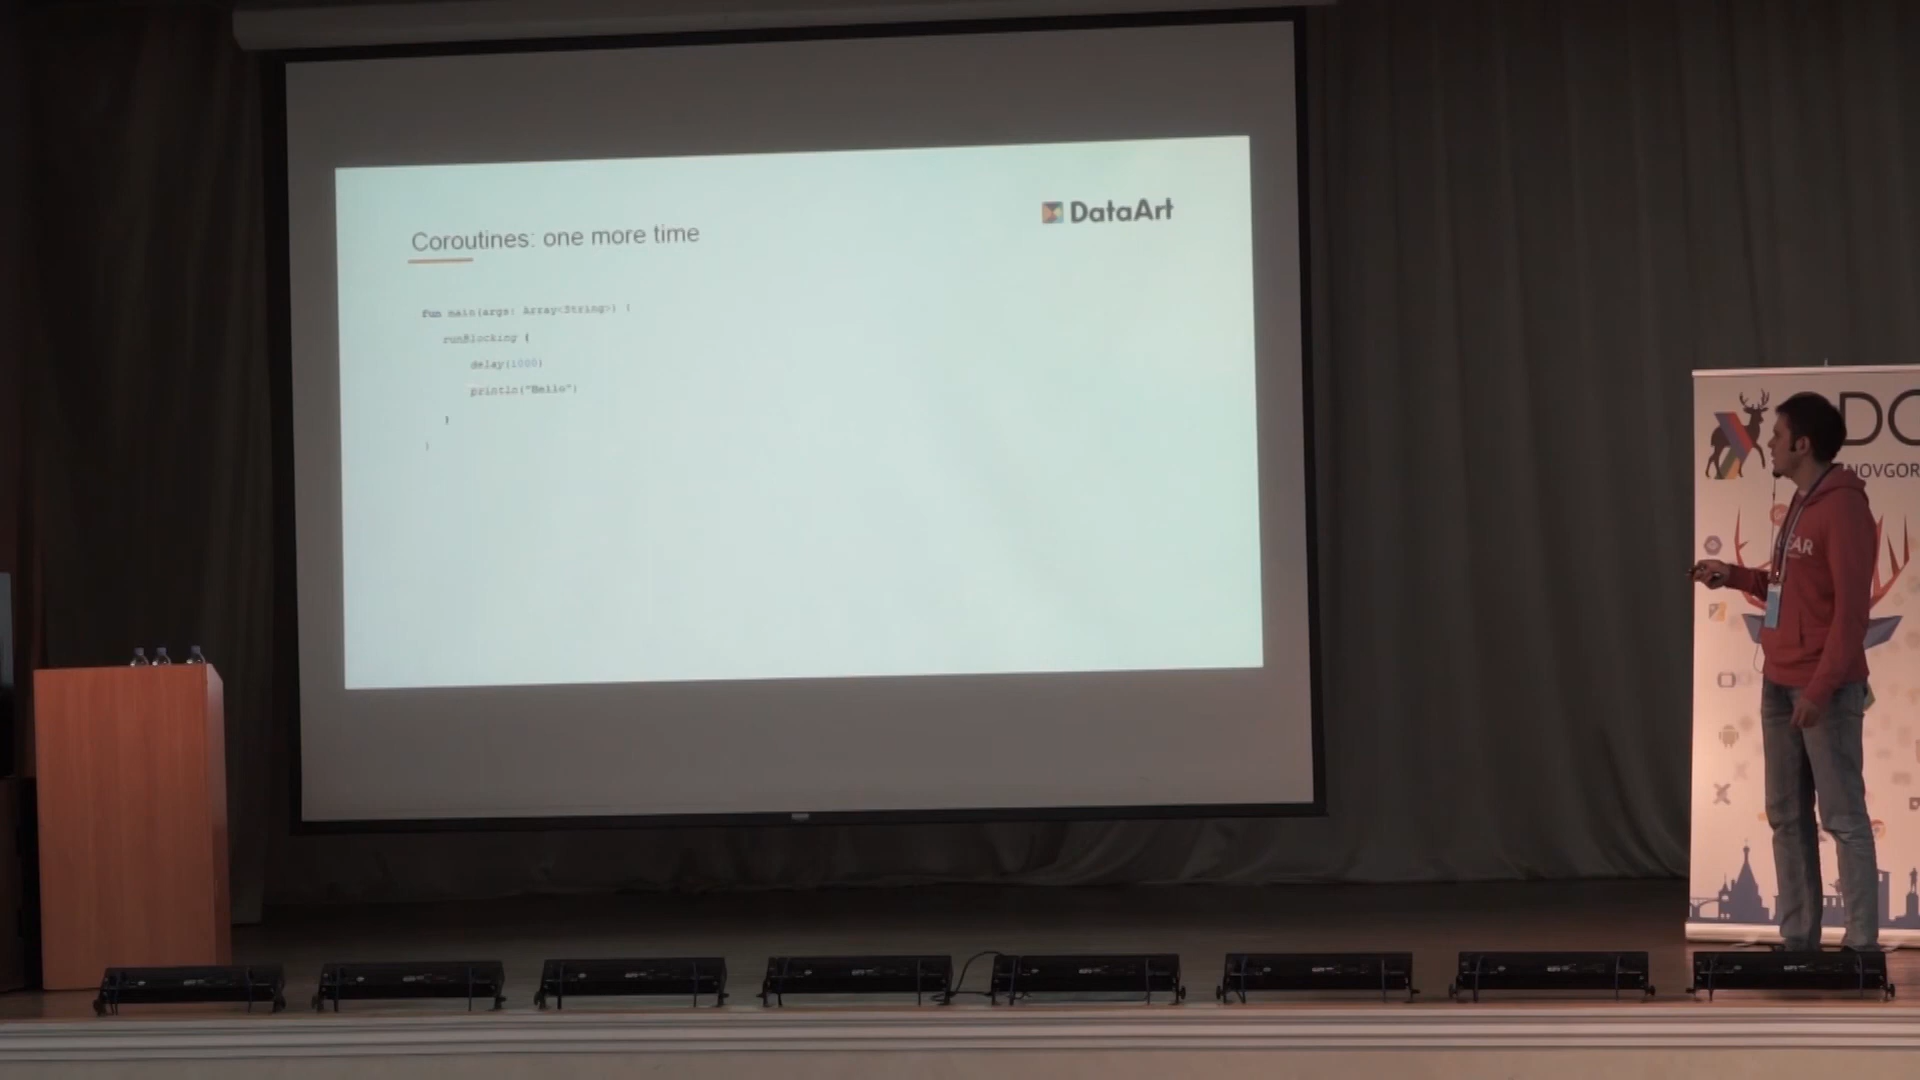 DataArt
Coroutines: one more time
fun main(args: Array<String>) {
runBlocking {
delay(1000)
println("Hello")
}
}
NOVGOR